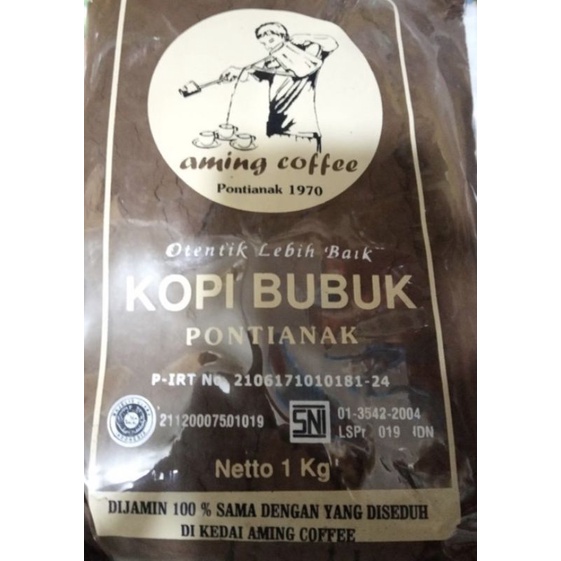 aming coffee
Pontianak 1970
Otentik Lebih Baik
KOPI BUBUK
PONTIANAK
P-IRT No. 2106171010181-24
21120007501019
SNI
01-3542-2004
LSPr 019 IDN
Netto 1 Kg
DIJAMIN 100 % SAMA DENGAN YANG DISEDUH
DI KEDAI AMING COFFEE